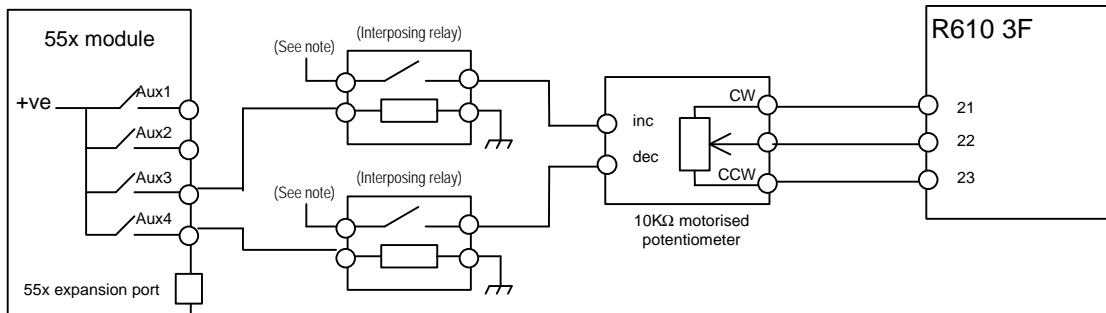 55x module
+ve
Aux1
Aux2
Aux3
Aux4
55x expansion port
(See note)
(Interposing relay)
(See note)
(Interposing relay)
inc
dec
CW
CCW
10KΩ motorised
potentiometer
R610 3F
21
22
23